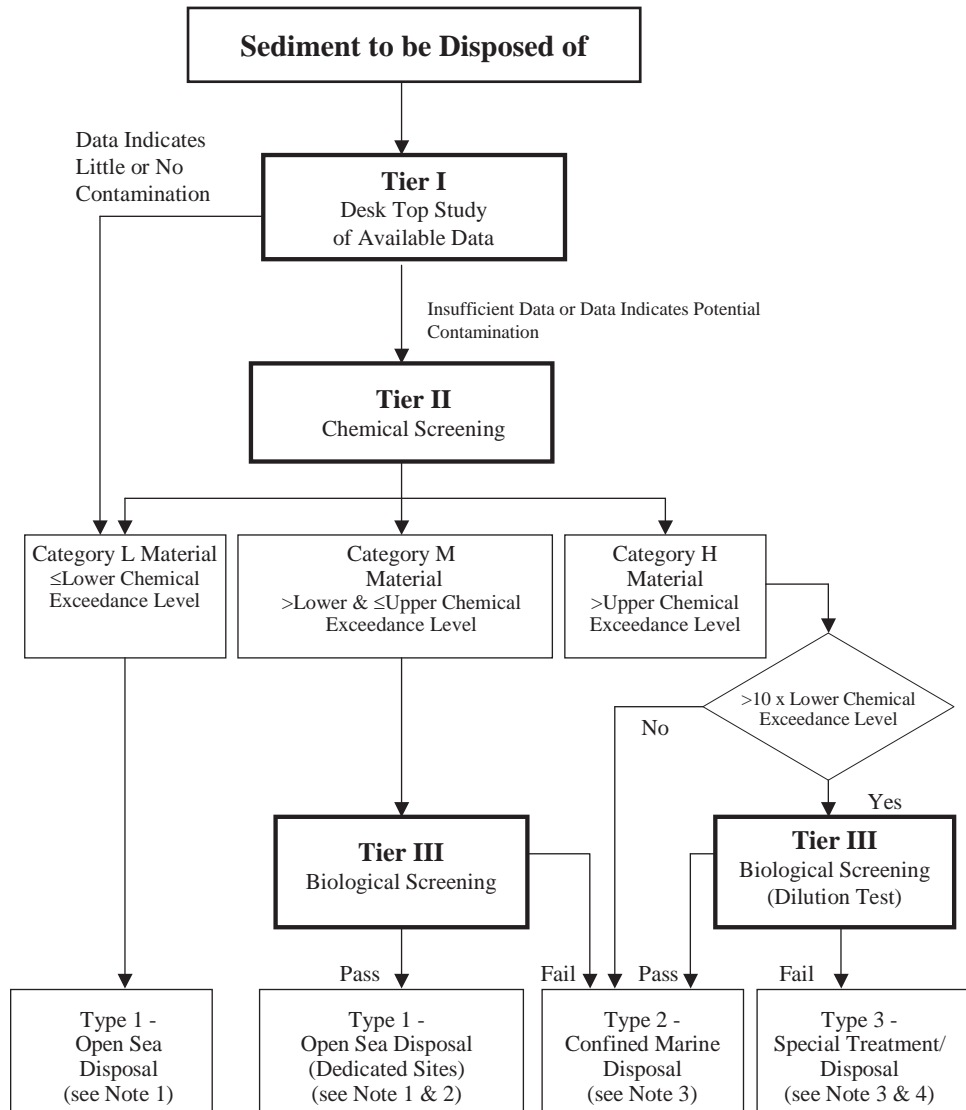 Sediment to be Disposed of
Data Indicates
Little or No
Contamination
Tier I
Desk Top Study
of Available Data
Insufficient Data or Data Indicates Potential
Contamination
Tier II
Chemical Screening
Category L Material
≤Lower Chemical
Exceedance Level
Category M
Material
>Lower & ≤Upper Chemical
Exceedance Level
Category H
Material
>Upper Chemical
Exceedance Level
>10 x Lower Chemical
Exceedance Level
No
Yes
Tier III
Biological Screening
Tier III
Biological Screening
(Dilution Test)
Pass
Fail
Pass
Fail
Type 1 -
Open Sea
Disposal
(see Note 1)
Type 1 -
Open Sea Disposal
(Dedicated Sites)
(see Note 1 & 2)
Type 2 -
Confined Marine
Disposal
(see Note 3)
Type 3 -
Special Treatment/
Disposal
(see Note 3 & 4)